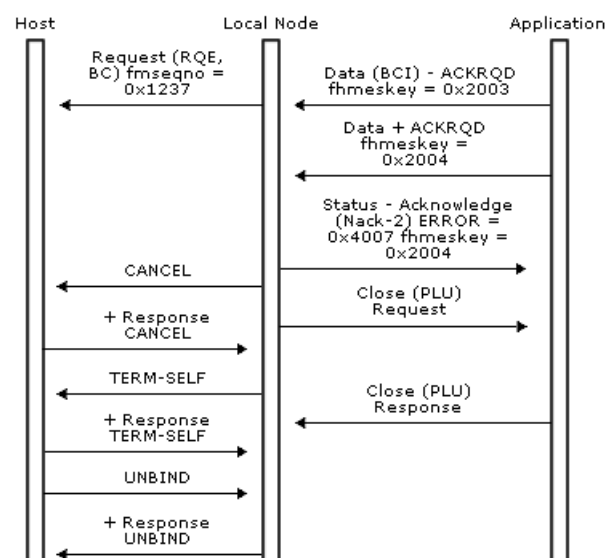 Host
Local Node
Application
Request (RQE,
BC) fmseqno =
0x1237
Data (BCI) - ACKRQD
fhmeskey = 0x2003
Data + ACKRQD
fhmeskey =
0x2004
Status - Acknowledge
(Nack-2) ERROR =
0x4007 fhmeskey =
0x2004
CANCEL
Close (PLU)
Request
+ Response
CANCEL
TERM-SELF
Close (PLU)
Response
+ Response
TERM-SELF
UNBIND
+ Response
UNBIND